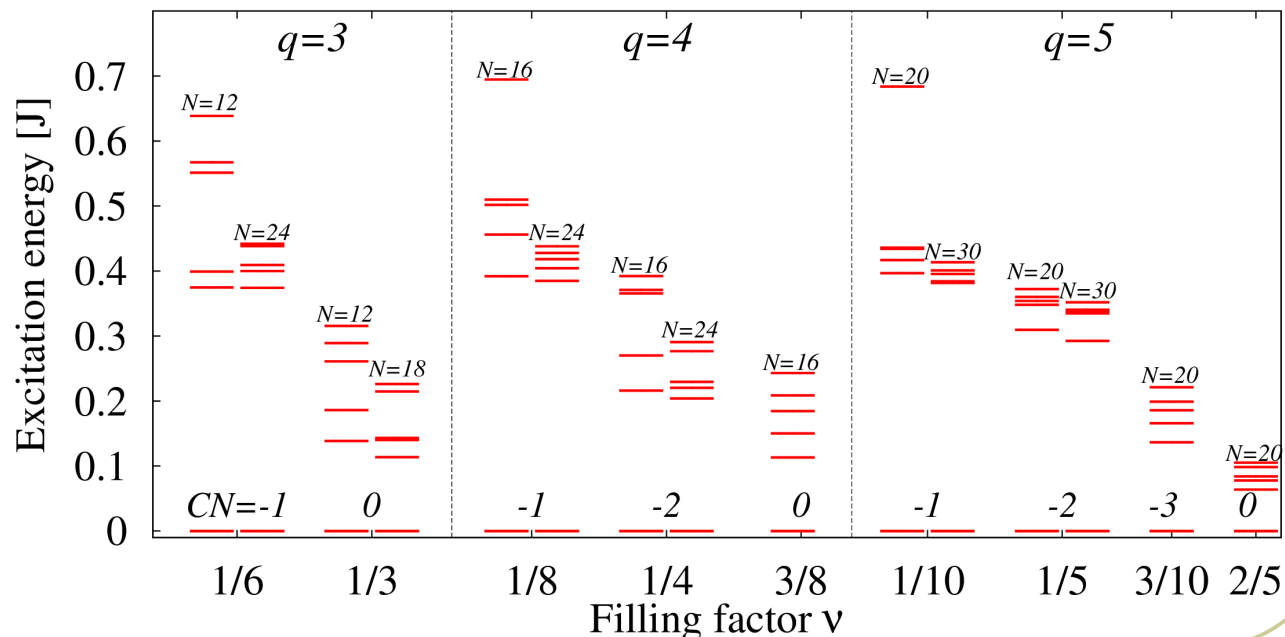 q=3 q=4 q=5
Excitation energy [J]
0.7
0.6
0.5
0.4
0.3
0.2
0.1
0
N=12
N=24
N=12
N=18
N=16
N=24
N=16
N=24
N=16
N=20
N=30
N=20
N=30
N=20
N=20
CN=-1 0 -1 -2 0 -1 -2 -3 0
1/6 1/3 1/8 1/4 3/8 1/10 1/5 3/10 2/5
Filling factor ν